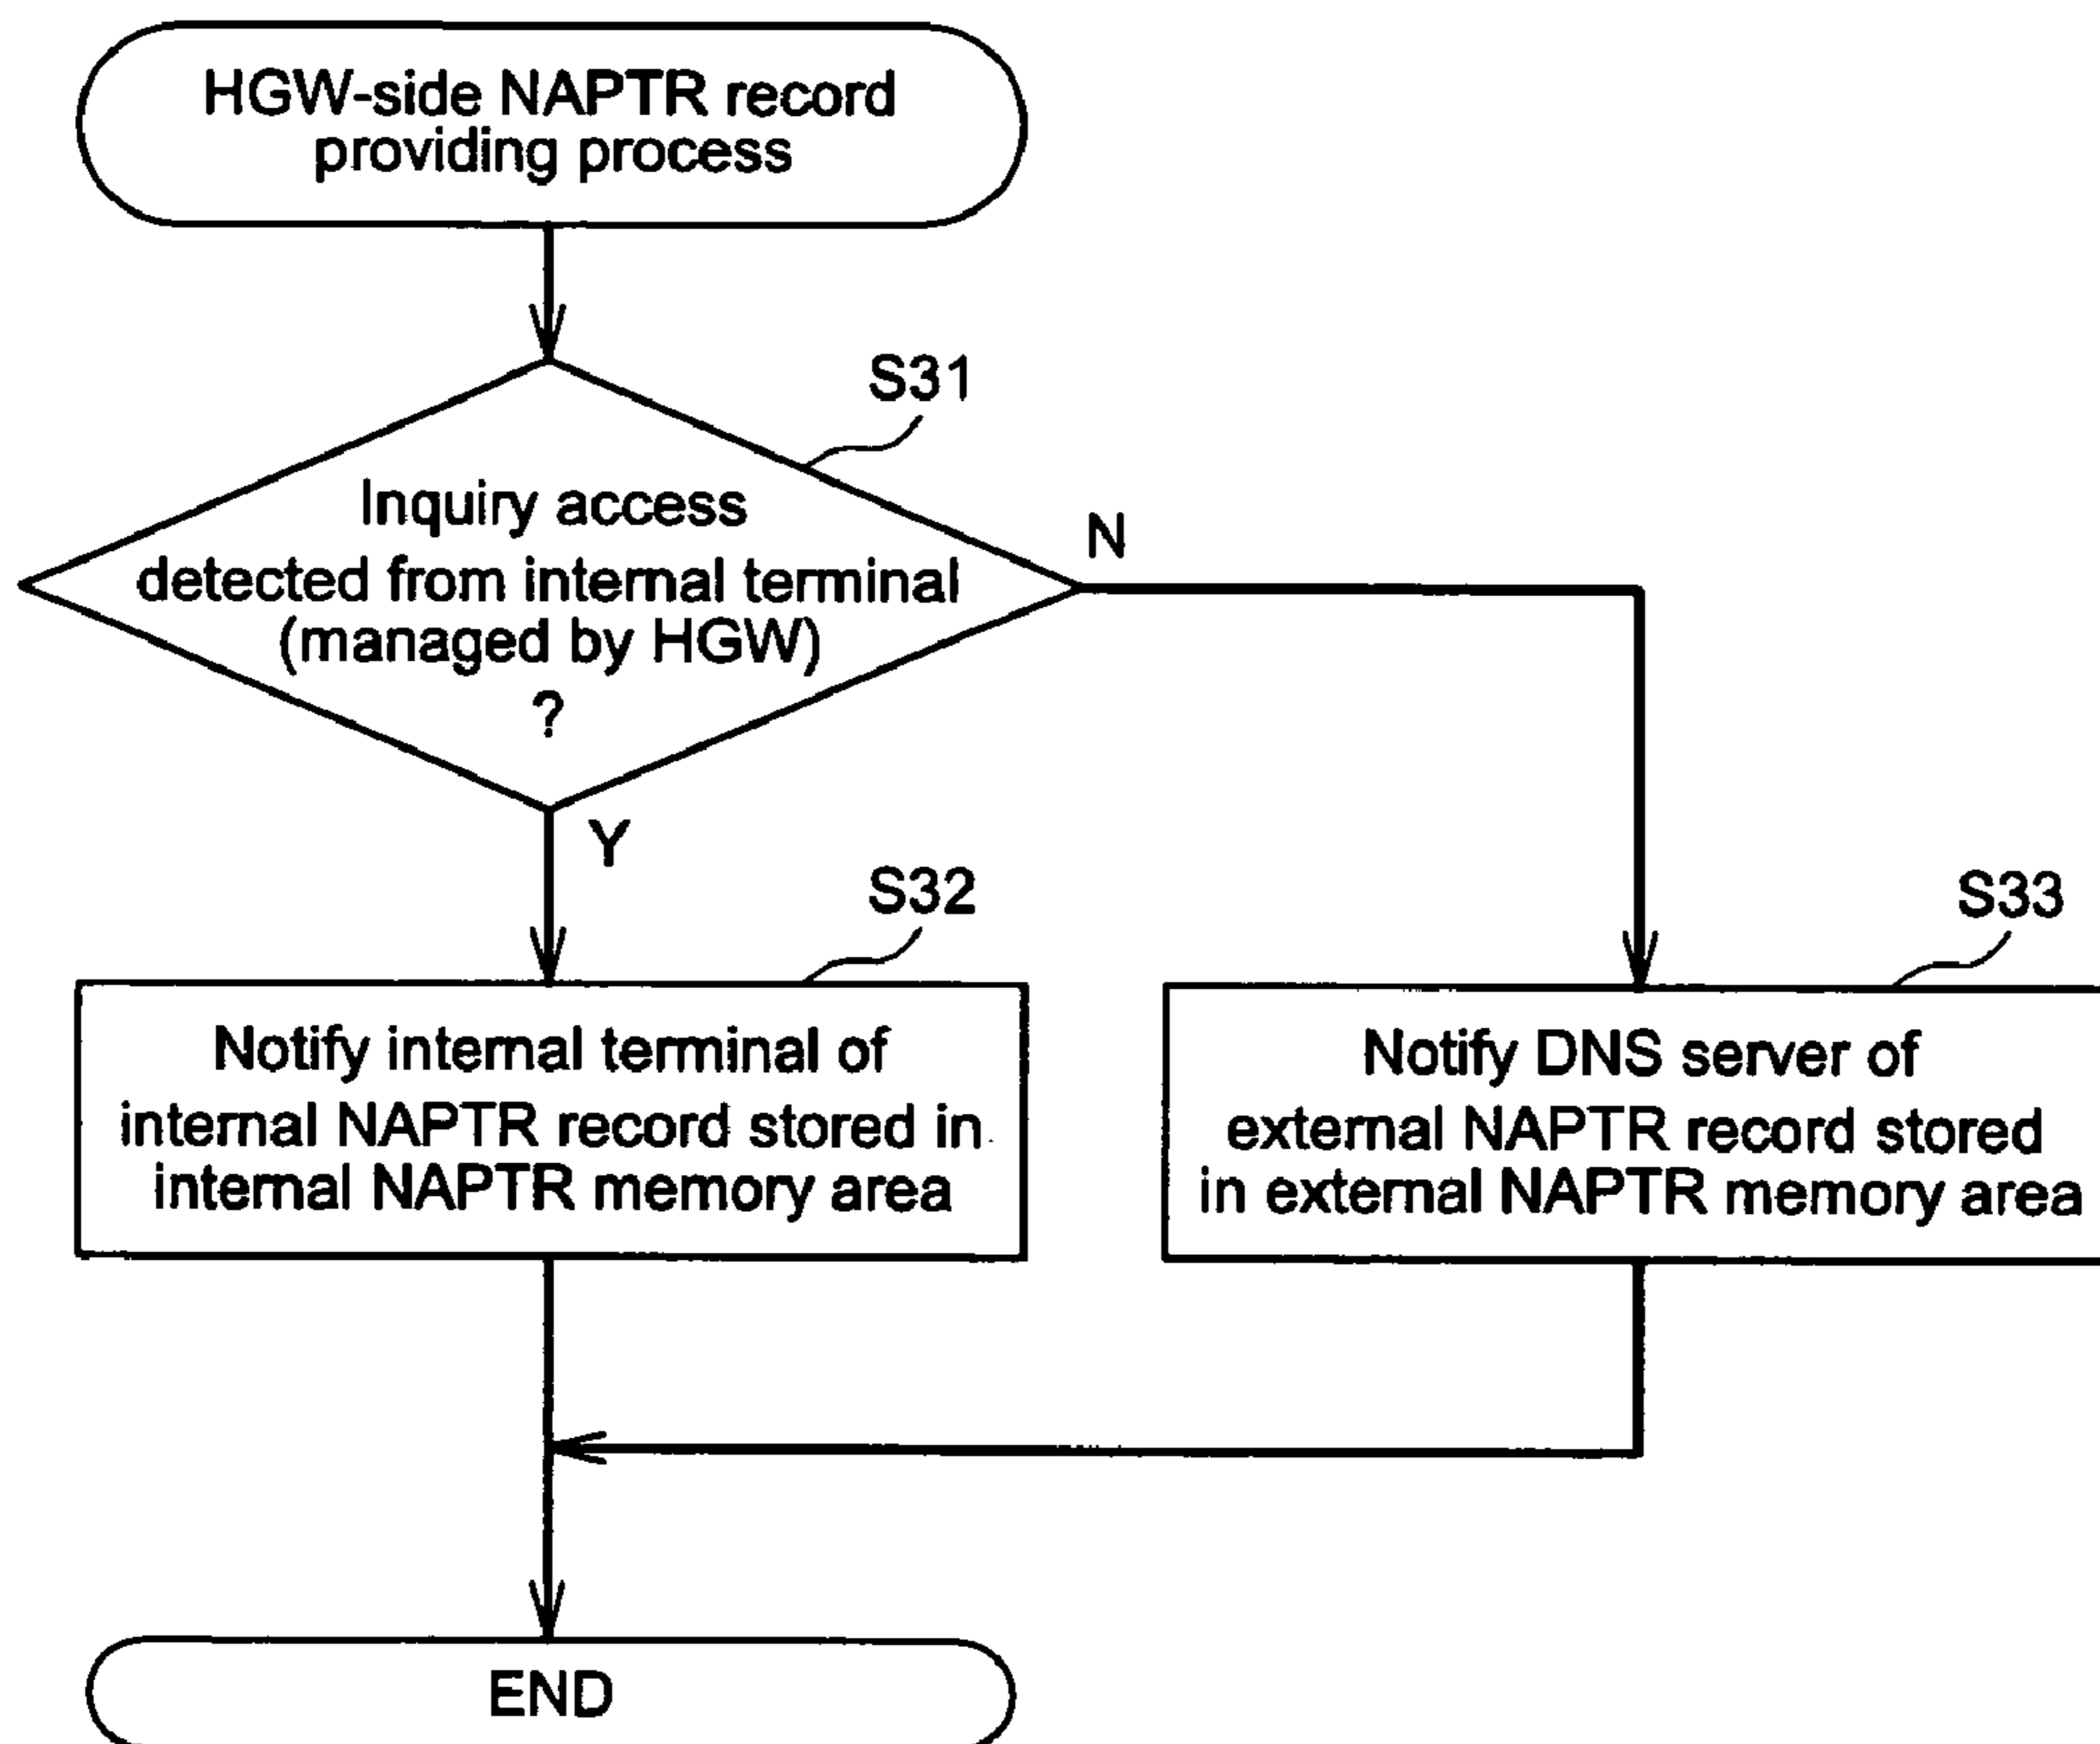 HGW-side NAPTR record
providing process
S31
Inquiry access
detected from internal terminal
(managed by HGW)
?
N
Y
S32
S33
Notify internal terminal of
internal NAPTR record stored in
internal NAPTR memory area
Notify DNS server of
external NAPTR record stored
in external NAPTR memory area
END